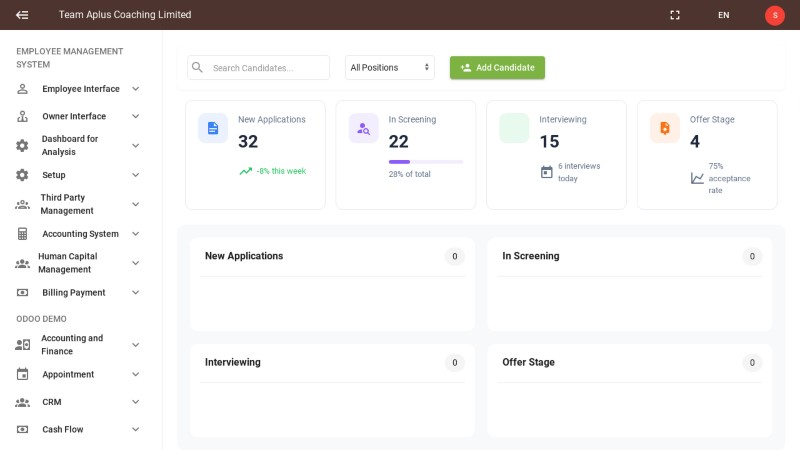 Team Aplus Coaching Limited
EN
S
EMPLOYEE MANAGEMENT
SYSTEM
Employee Interface
Owner Interface
Dashboard for
Analysis
Setup
Third Party
Management
Accounting System
Human Capital
Management
Billing Payment
ODOO DEMO
Accounting and
Finance
Appointment
CRM
Cash Flow
Search Candidates...
All Positions
Add Candidate
New Applications
32
-8% this week
In Screening
22
28% of total
Interviewing
15
6 interviews
today
Offer Stage
4
75%
acceptance
rate
New Applications
0
In Screening
0
Interviewing
0
Offer Stage
0